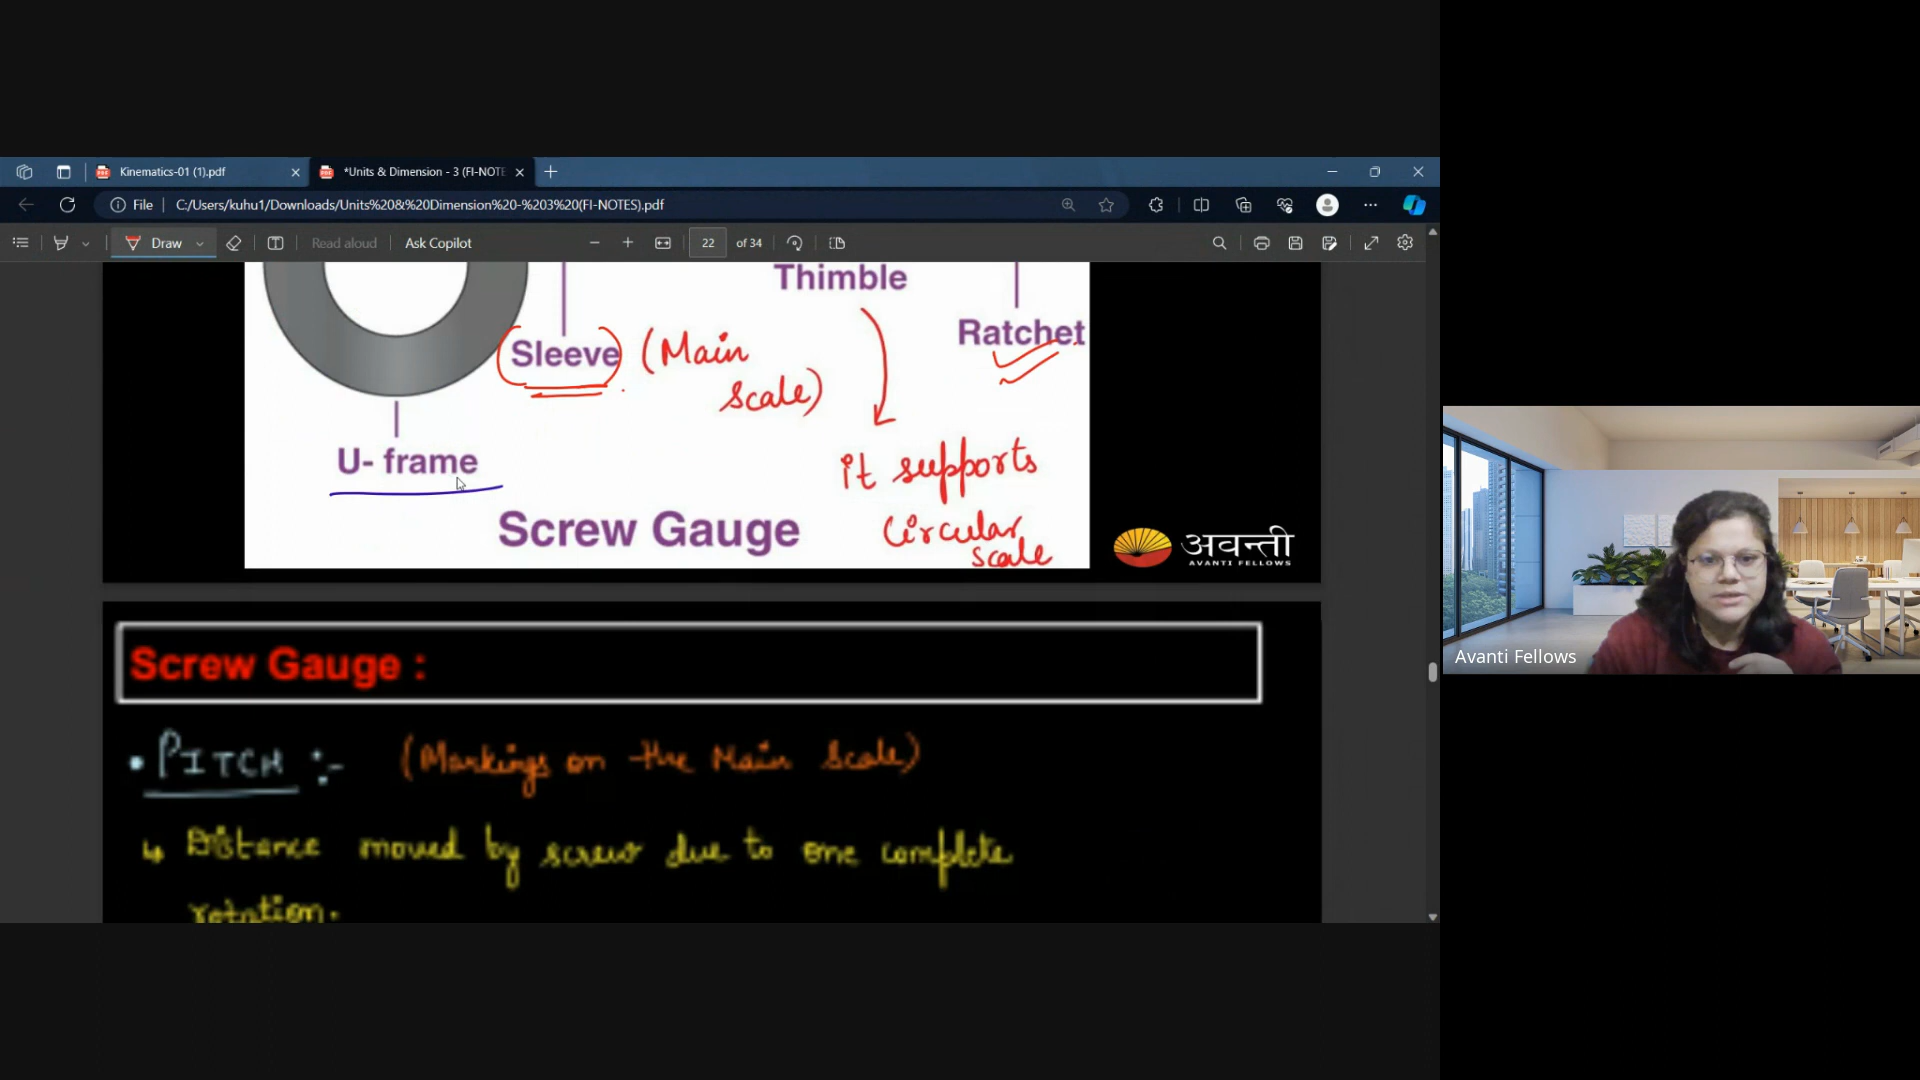 Kinematics-01 (1).pdf
*Units & Dimension - 3 (FI-NOTE
File
C:/Users/kuhu1/Downloads/Units%20&%20Dimension%20-%203%20(FI-NOTES).pdf
Draw
Read aloud
Ask Copilot
22
of 34
Thimble
Ratchet
Sleeve (Main
scale)
U- frame
it supports
Circular
scale
Screw Gauge
अवन्ती
AVANTI FELLOWS
Screw Gauge :
• PITCH :- (Markings on the Main Scale)
↳ Distance moved by screw due to one complete
rotation.
Avanti Fellows